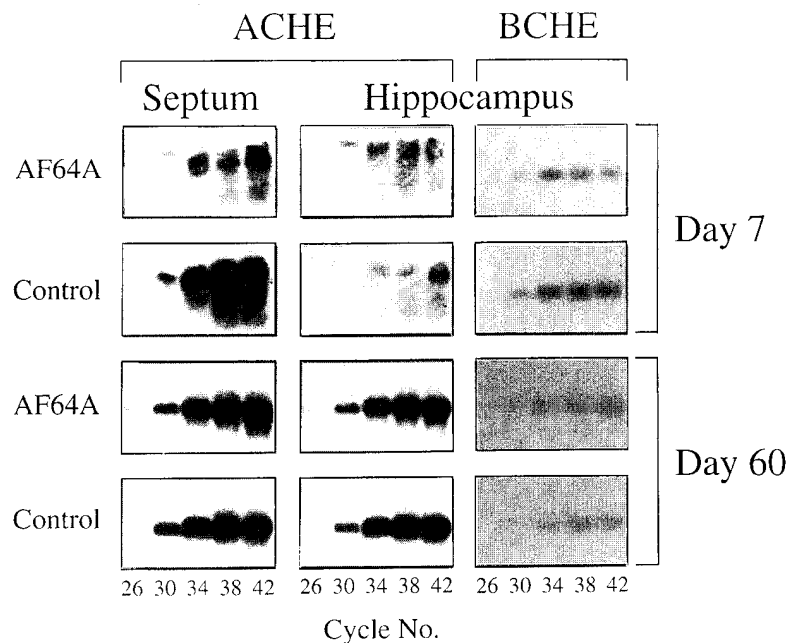 ACHE BCHE
Septum Hippocampus
AF64A
Control
Day 7
AF64A
Control
Day 60
26 30 34 38 42 26 30 34 38 42 26 30 34 38 42
Cycle No.